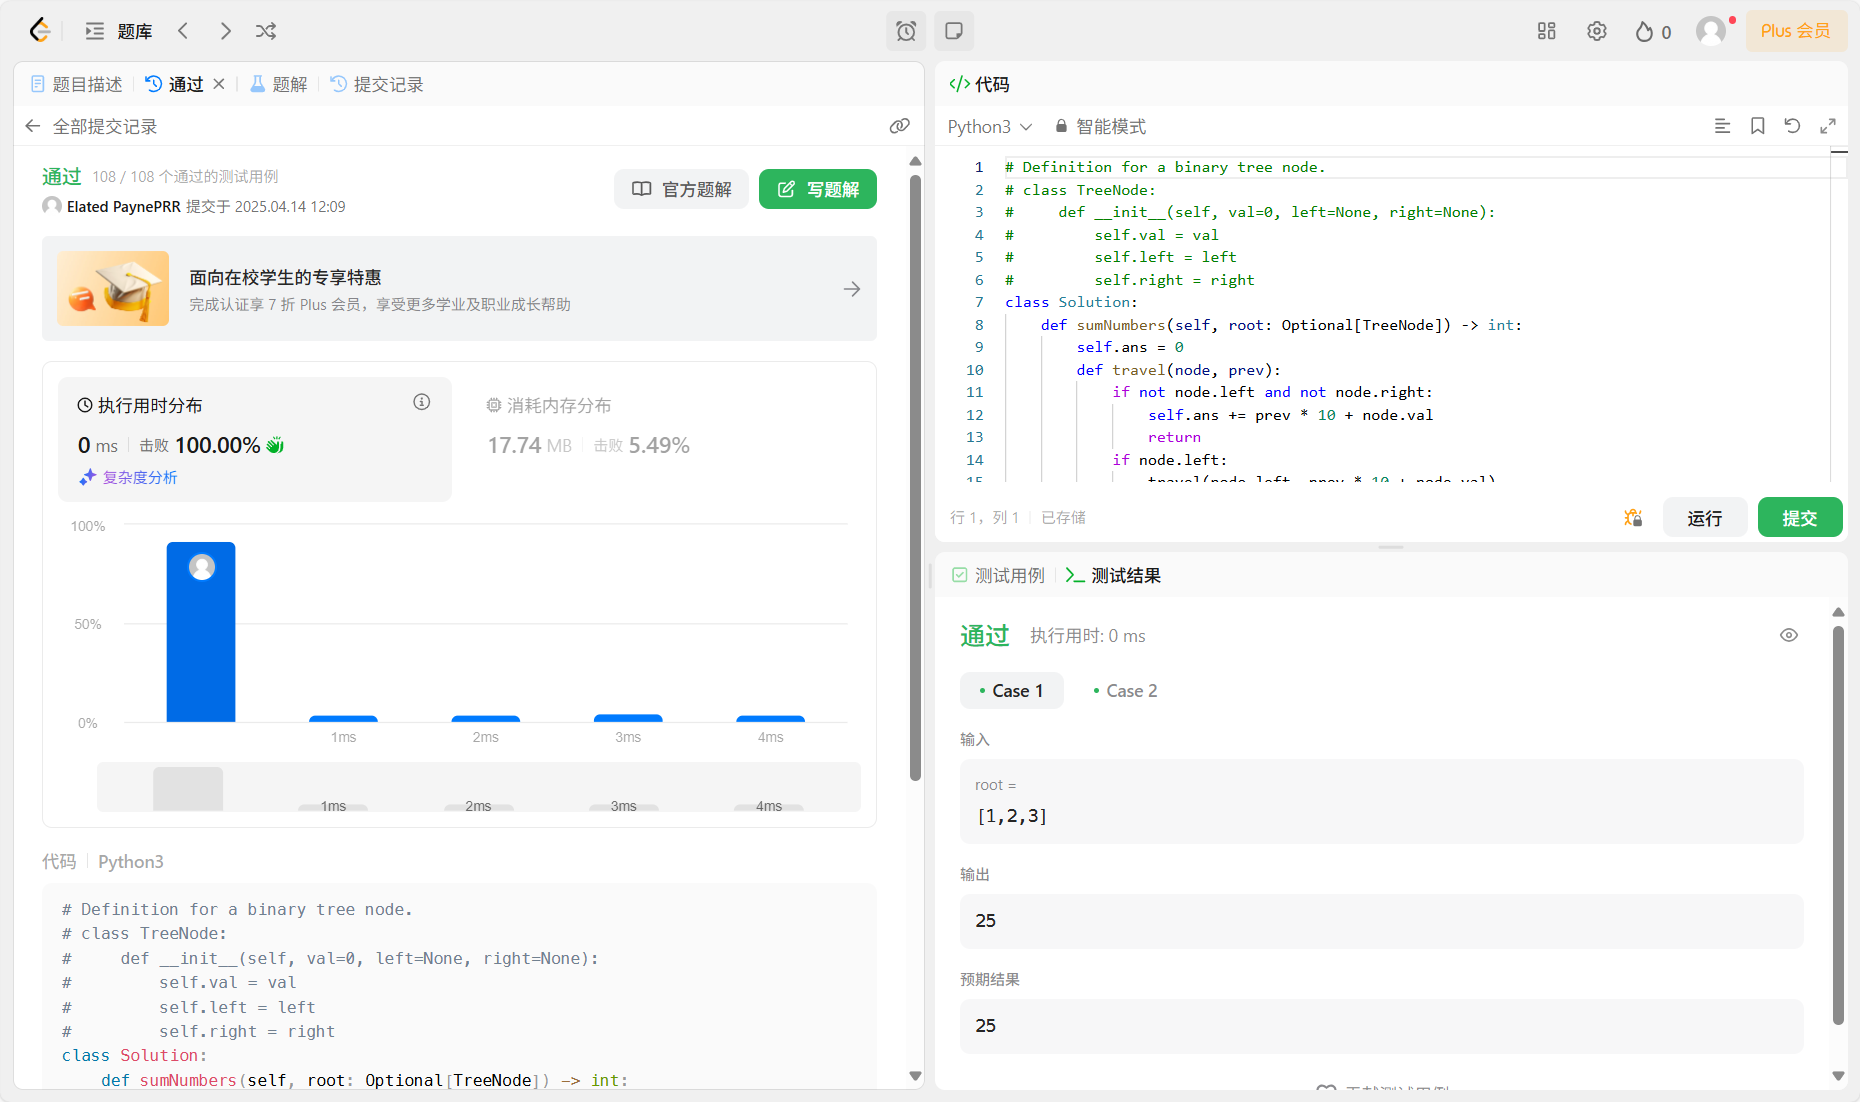 题库
0
Plus 会员
题目描述
通过
题解
提交记录
全部提交记录
通过 108 / 108 个通过的测试用例
Elated PaynePRR 提交于 2025.04.14 12:09
官方题解
写题解
面向在校学生的专享特惠
完成认证享 7 折 Plus 会员，享受更多学业及职业成长帮助
执行用时分布
0 ms 击败 100.00%
复杂度分析
消耗内存分布
17.74 MB 击败 5.49%
100%
50%
0%
1ms 2ms 3ms 4ms
1ms 2ms 3ms 4ms
代码 Python3
# Definition for a binary tree node.
# class TreeNode:
#     def __init__(self, val=0, left=None, right=None):
#         self.val = val
#         self.left = left
#         self.right = right
class Solution:
    def sumNumbers(self, root: Optional[TreeNode]) -> int:
</> 代码
Python3 智能模式
1 # Definition for a binary tree node.
2 # class TreeNode:
3 #     def __init__(self, val=0, left=None, right=None):
4 #         self.val = val
5 #         self.left = left
6 #         self.right = right
7 class Solution:
8     def sumNumbers(self, root: Optional[TreeNode]) -> int:
9         self.ans = 0
10         def travel(node, prev):
11             if not node.left and not node.right:
12                 self.ans += prev * 10 + node.val
13                 return
14             if node.left:
15                 travel(node.left, prev * 10 + node.val)
行 1，列 1 已存储
运行
提交
测试用例
测试结果
通过 执行用时: 0 ms
Case 1
Case 2
输入
root =
[1,2,3]
输出
25
预期结果
25